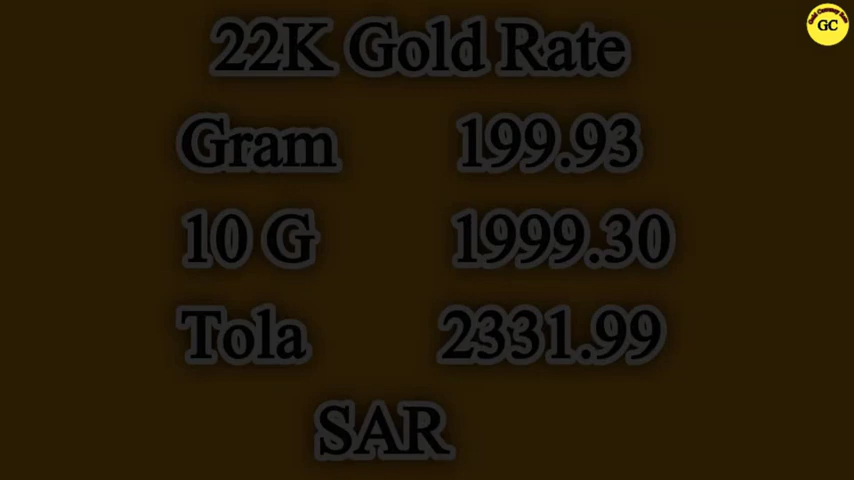 22K Gold Rate
Gram 199.93
10 G 1999.30
Tola 2331.99
SAR
GC